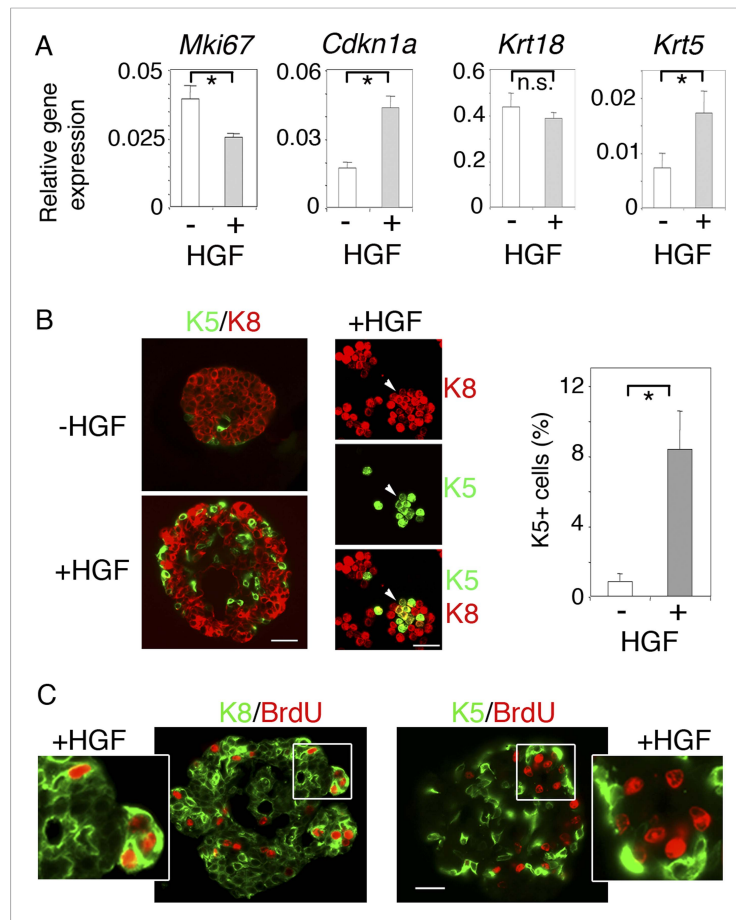 A
Mki67 Cdkn1a Krt18 Krt5
Relative gene
expression
0.05
0.025
0
*
- +
HGF
0.06
0.03
0
*
- +
HGF
0.6
0.4
0.2
0
n.s.
- +
HGF
0.02
0.01
0
*
- +
HGF
B
K5/K8
-HGF
+HGF
+HGF
K8
K5
K5
K8
K5+ cells (%)
12
8
4
0
*
- +
HGF
C
K8/BrdU
+HGF
K5/BrdU
+HGF